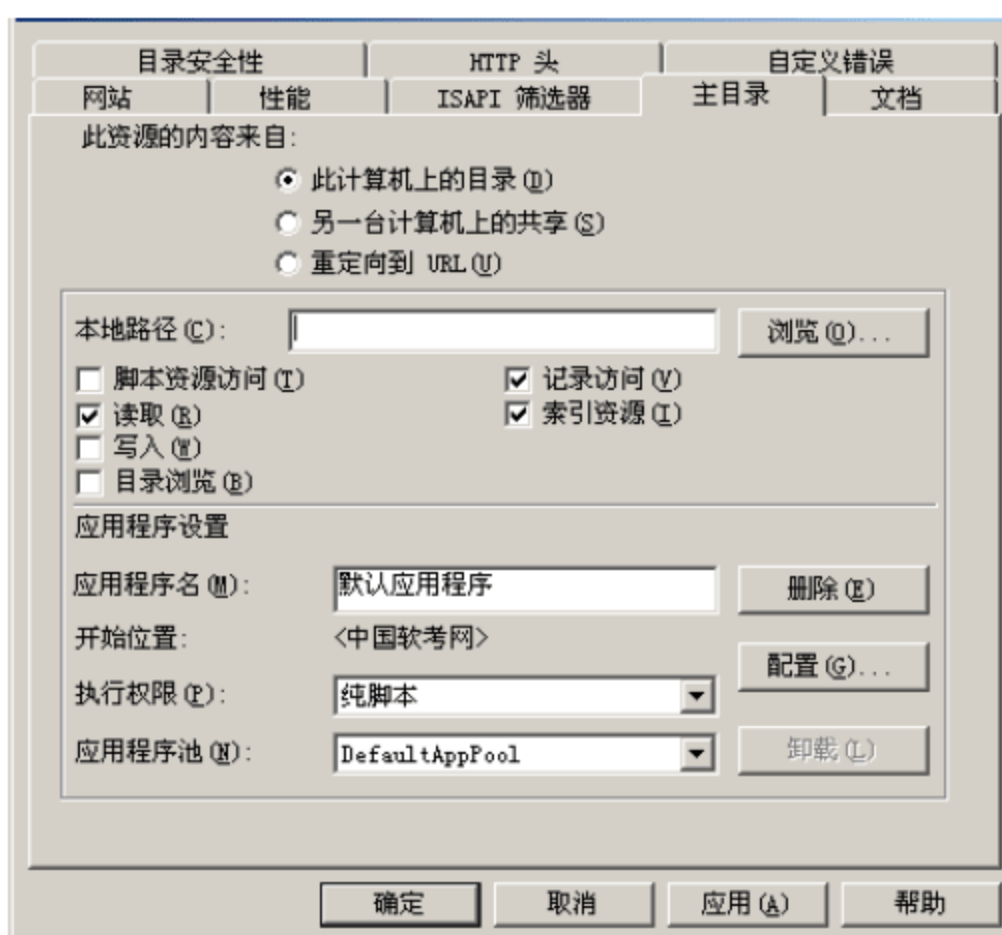 目录安全性 HTTP 头 自定义错误
网站 性能 ISAPI 筛选器 主目录 文档
此资源的内容来自:
此计算机上的目录(D)
另一台计算机上的共享(S)
重定向到 URL(U)
本地路径(C): 浏览(O)...
脚本资源访问(T) 记录访问(V)
读取(R) 索引资源(I)
写入(W)
目录浏览(B)
应用程序设置
应用程序名(M): 默认应用程序 删除(E)
开始位置: <中国软考网>
配置(G)...
执行权限(P): 纯脚本
应用程序池(N): DefaultAppPool 卸载(L)
确定 取消 应用(A) 帮助